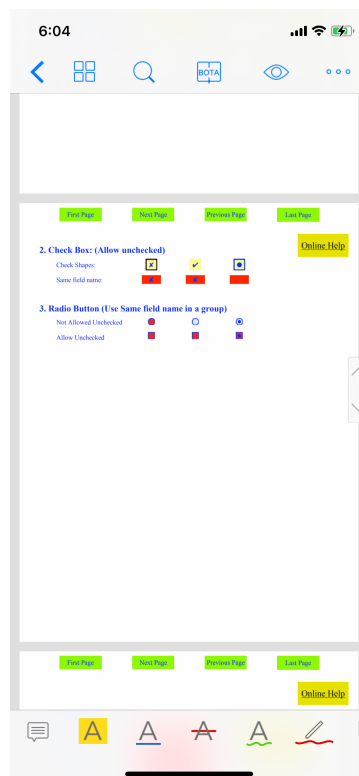 6:04
BOTA
First Page Next Page Previous Page Last Page
Online Help
2. Check Box: (Allow unchecked)
Check Shapes:
Same field name:
3. Radio Button (Use Same field name in a group)
Not Allowed Unchecked
Allow Unchecked
First Page Next Page Previous Page Last Page
Online Help
A A A A